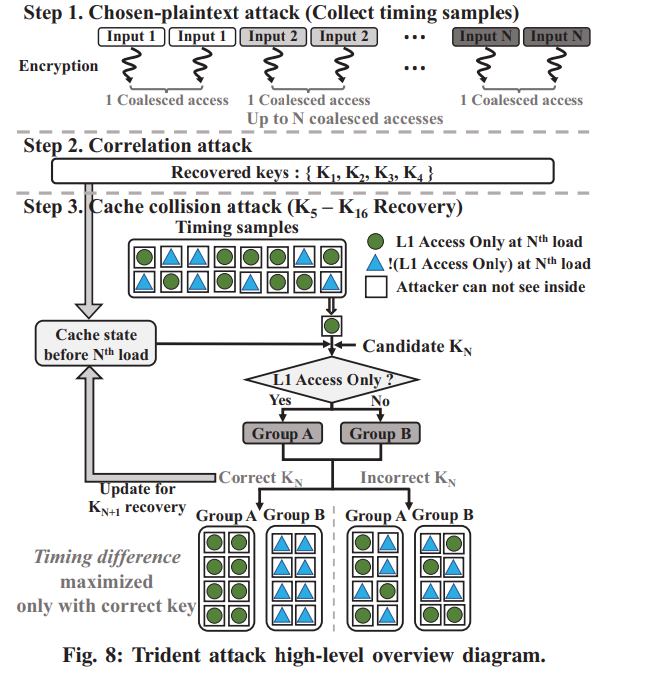 Step 1. Chosen-plaintext attack (Collect timing samples)
Input 1 Input 1 Input 2 Input 2 ... Input N Input N
Encryption ...
1 Coalesced access 1 Coalesced access 1 Coalesced access
Up to N coalesced accesses
Step 2. Correlation attack
Recovered keys : { K1, K2, K3, K4 }
Step 3. Cache collision attack (K5 – K16 Recovery)
Timing samples
L1 Access Only at Nth load
!(L1 Access Only) at Nth load
Attacker can not see inside
Cache state
before Nth load
Candidate KN
L1 Access Only ?
Yes No
Group A Group B
Correct KN Incorrect KN
Update for
KN+1 recovery
Group A Group B Group A Group B
Timing difference
maximized
only with correct key
Fig. 8: Trident attack high-level overview diagram.